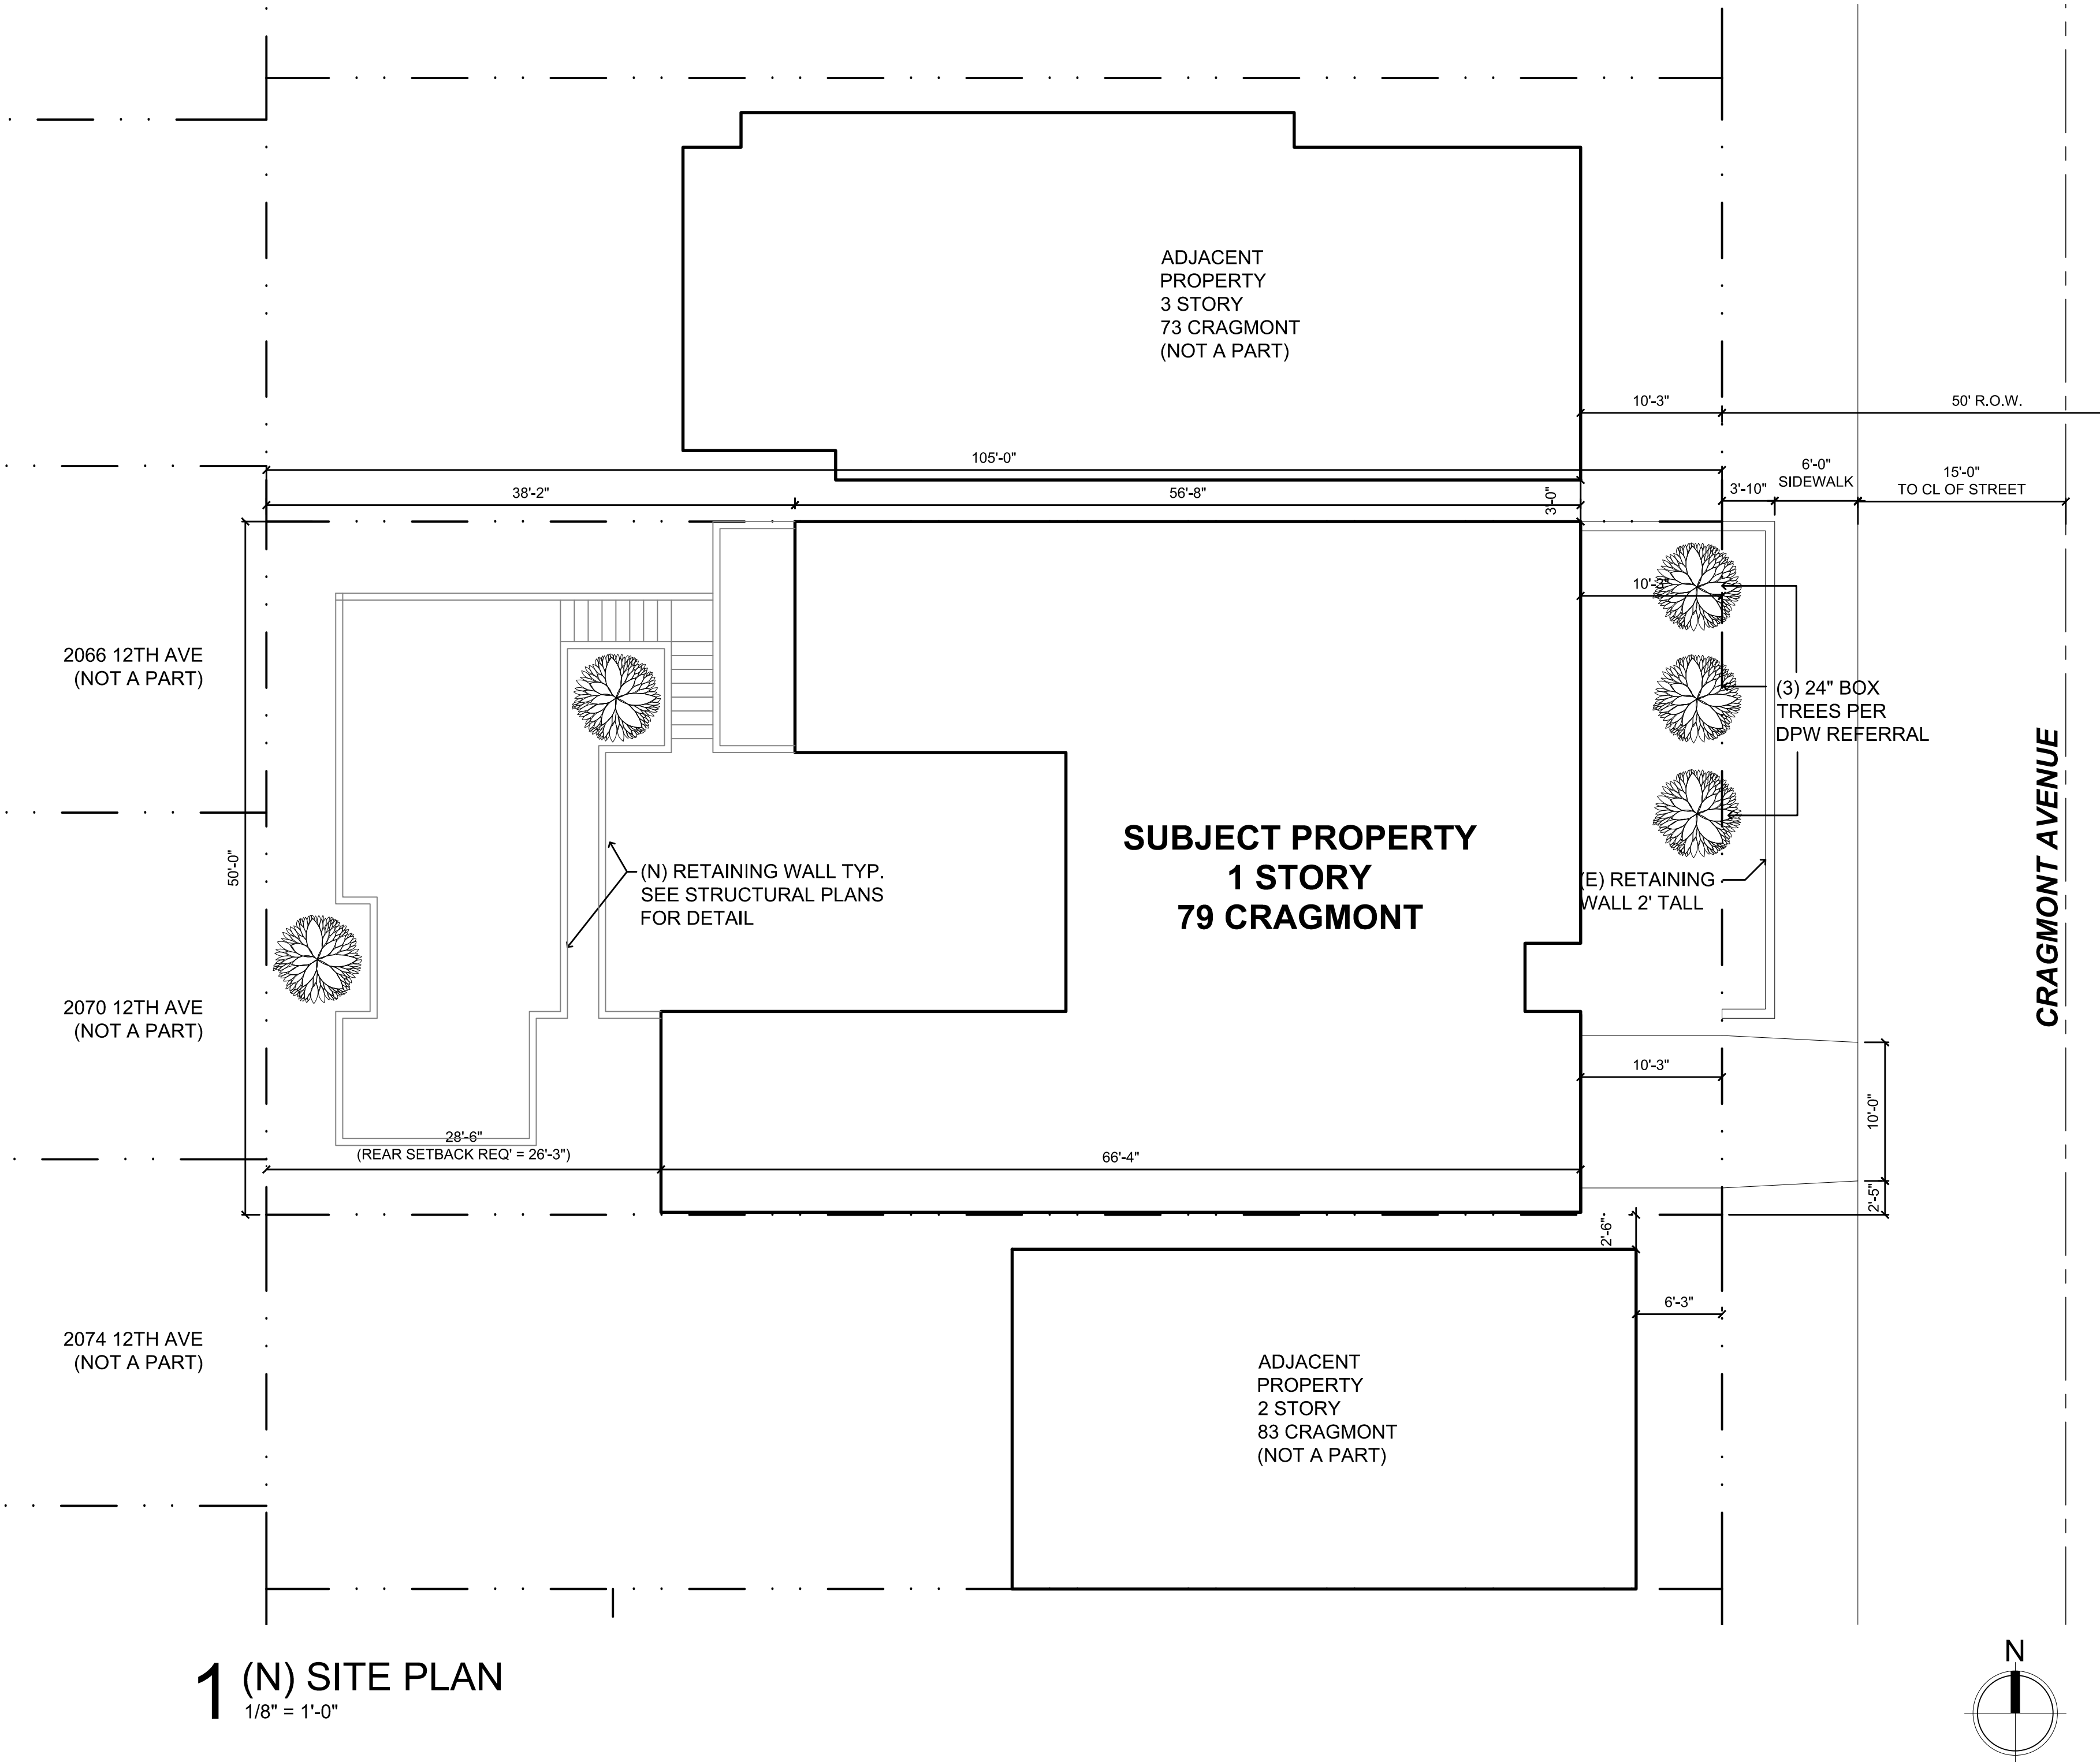 ADJACENT
PROPERTY
3 STORY
73 CRAGMONT
(NOT A PART)
10'-3"
50' R.O.W.
105'-0"
6'-0"
SIDEWALK
15'-0"
TO CL OF STREET
38'-2"
56'-8"
3'-0"
3'-10"
10'-3"
2066 12TH AVE
(NOT A PART)
(3) 24" BOX
TREES PER
DPW REFERRAL
CRAGMONT AVENUE
50'-0"
(N) RETAINING WALL TYP.
SEE STRUCTURAL PLANS
FOR DETAIL
SUBJECT PROPERTY
1 STORY
79 CRAGMONT
(E) RETAINING
WALL 2' TALL
2070 12TH AVE
(NOT A PART)
10'-3"
10'-0"
28'-6"
(REAR SETBACK REQ' = 26'-3")
66'-4"
2'-5"
2'-6"
6'-3"
2074 12TH AVE
(NOT A PART)
ADJACENT
PROPERTY
2 STORY
83 CRAGMONT
(NOT A PART)
1 (N) SITE PLAN
1/8" = 1'-0"
N